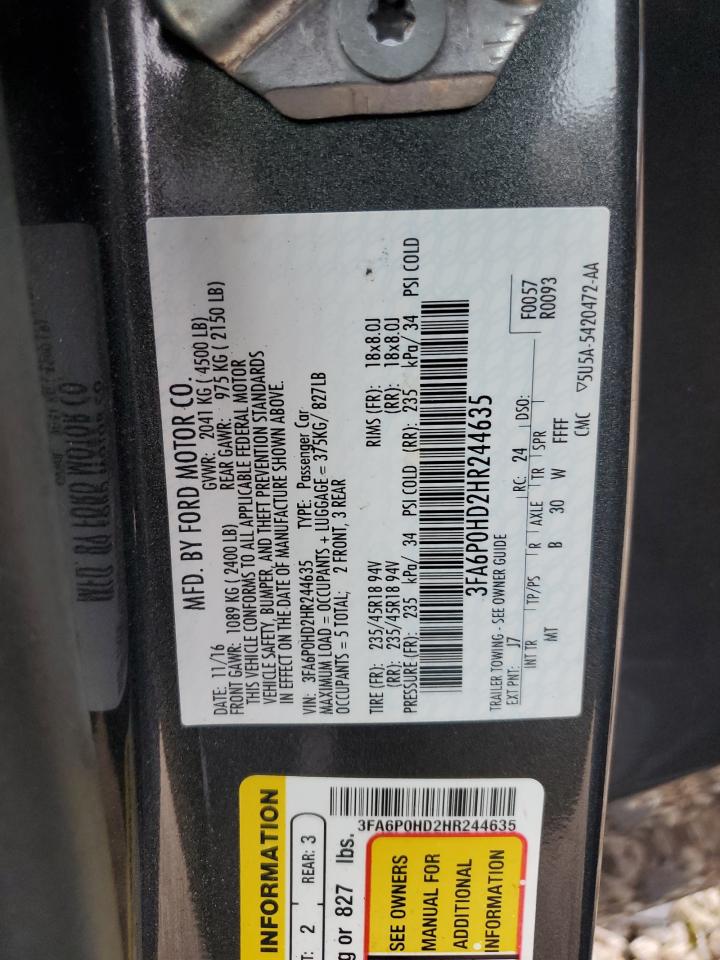 MFD. BY FORD MOTOR CO.
DATE: 11/16 GVWR: 2041 KG ( 4500 LB)
FRONT GAWR: 1089 KG ( 2400 LB) REAR GAWR: 975 KG ( 2150 LB)
THIS VEHICLE CONFORMS TO ALL APPLICABLE FEDERAL MOTOR
VEHICLE SAFETY, BUMPER, AND THEFT PREVENTION STANDARDS
IN EFFECT ON THE DATE OF MANUFACTURE SHOWN ABOVE.
VIN: 3FA6P0HD2HR244635 TYPE: Passenger Car
MAXIMUM LOAD = OCCUPANTS + LUGGAGE = 375KG/ 827LB
OCCUPANTS = 5 TOTAL; 2 FRONT, 3 REAR
TIRE (FR): 235/45R18 94V RIMS (FR): 18x8.0J
(RR): 235/45R18 94V (RR): 18x8.0J
PRESSURE (FR): 235 kPa/ 34 PSI COLD (RR): 235 kPa/ 34 PSI COLD
3FA6P0HD2HR244635
TRAILER TOWING - SEE OWNER GUIDE
EXT PNT: J7 RC: 24 DSO: F0057
R0093
INT TR TP/PS R AXLE TR SPR
MT B 30 W FFFF
CMC ▽5U5A-5420472-AA
INFORMATION
2 REAR: 3
3FA6P0HD2HR244635
g or 827 lbs.
SEE OWNERS
MANUAL FOR
ADDITIONAL
INFORMATION